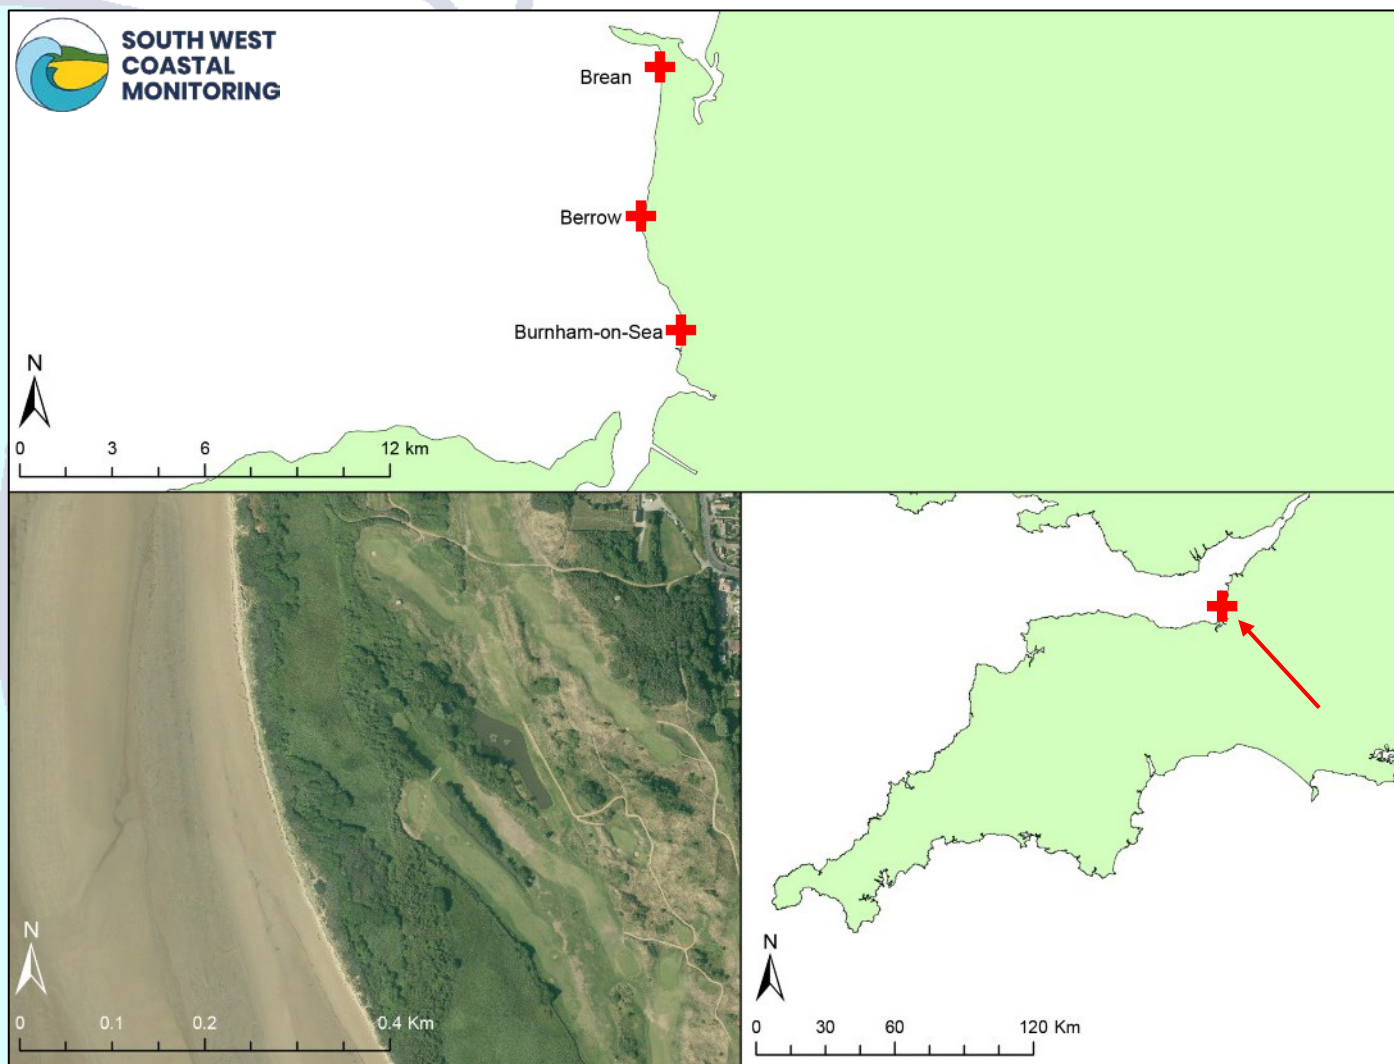 SOUTH WEST
COASTAL
MONITORING
Brean
Berrow
Burnham-on-Sea
N
0 3 6 12 km
N
0 0.1 0.2 0.4 Km
N
0 30 60 120 Km